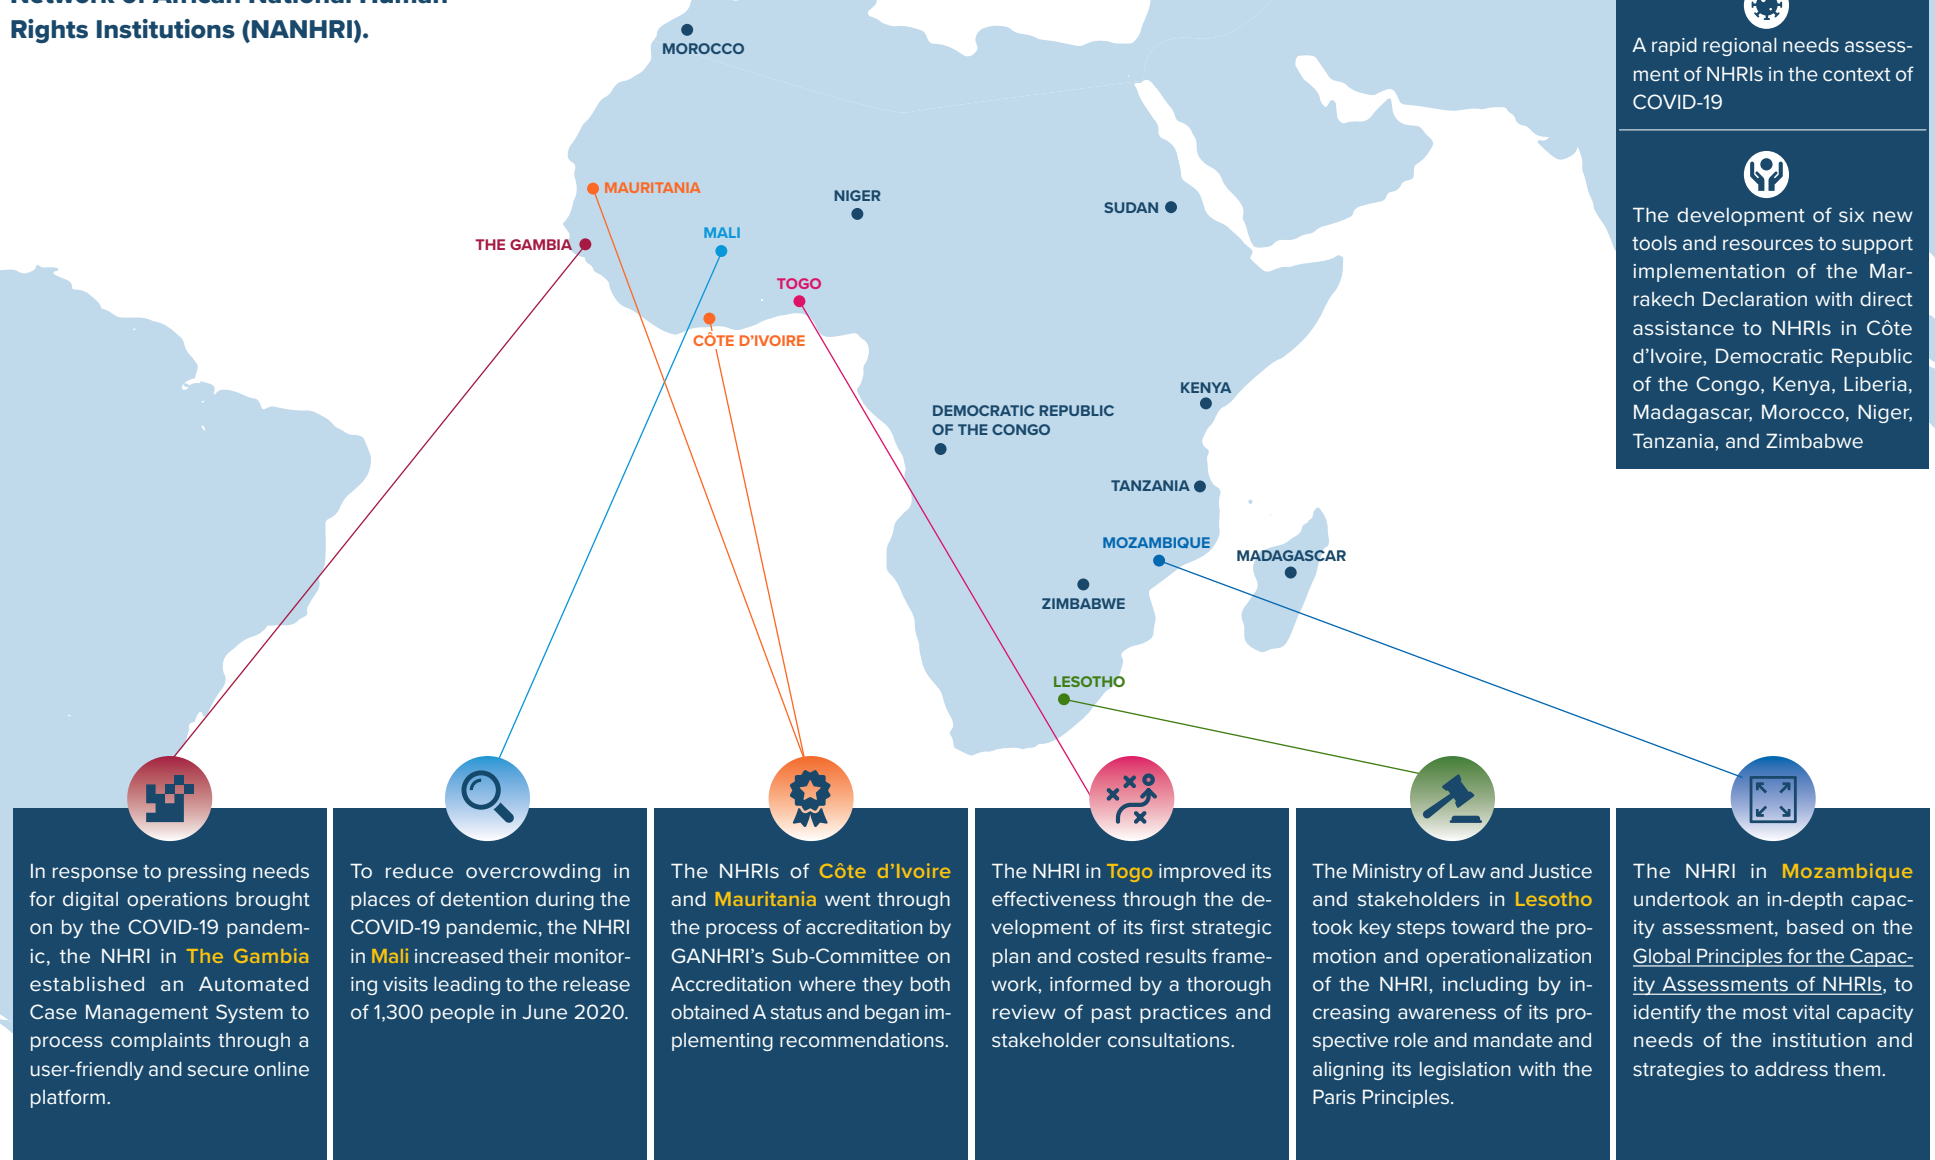 Network of African National Human
Rights Institutions (NANHRI).
A rapid regional needs assess-
ment of NHRIs in the context of
COVID-19
The development of six new
tools and resources to support
implementation of the Mar-
rakech Declaration with direct
assistance to NHRIs in Côte
d'Ivoire, Democratic Republic
of the Congo, Kenya, Liberia,
Madagascar, Morocco, Niger,
Tanzania, and Zimbabwe
MOROCCO
MAURITANIA
NIGER
SUDAN
THE GAMBIA
MALI
TOGO
CÔTE D'IVOIRE
KENYA
DEMOCRATIC REPUBLIC
OF THE CONGO
TANZANIA
MOZAMBIQUE
MADAGASCAR
ZIMBABWE
LESOTHO
In response to pressing needs
for digital operations brought
on by the COVID-19 pandem-
ic, the NHRI in The Gambia
established an Automated
Case Management System to
process complaints through a
user-friendly and secure online
platform.
To reduce overcrowding in
places of detention during the
COVID-19 pandemic, the NHRI
in Mali increased their monitor-
ing visits leading to the release
of 1,300 people in June 2020.
The NHRIs of Côte d'Ivoire
and Mauritania went through
the process of accreditation by
GANHRI's Sub-Committee on
Accreditation where they both
obtained A status and began im-
plementing recommendations.
The NHRI in Togo improved its
effectiveness through the de-
velopment of its first strategic
plan and costed results frame-
work, informed by a thorough
review of past practices and
stakeholder consultations.
The Ministry of Law and Justice
and stakeholders in Lesotho
took key steps toward the pro-
motion and operationalization
of the NHRI, including by in-
creasing awareness of its pro-
spective role and mandate and
aligning its legislation with the
Paris Principles.
The NHRI in Mozambique
undertook an in-depth capac-
ity assessment, based on the
Global Principles for the Capac-
ity Assessments of NHRIs, to
identify the most vital capacity
needs of the institution and
strategies to address them.